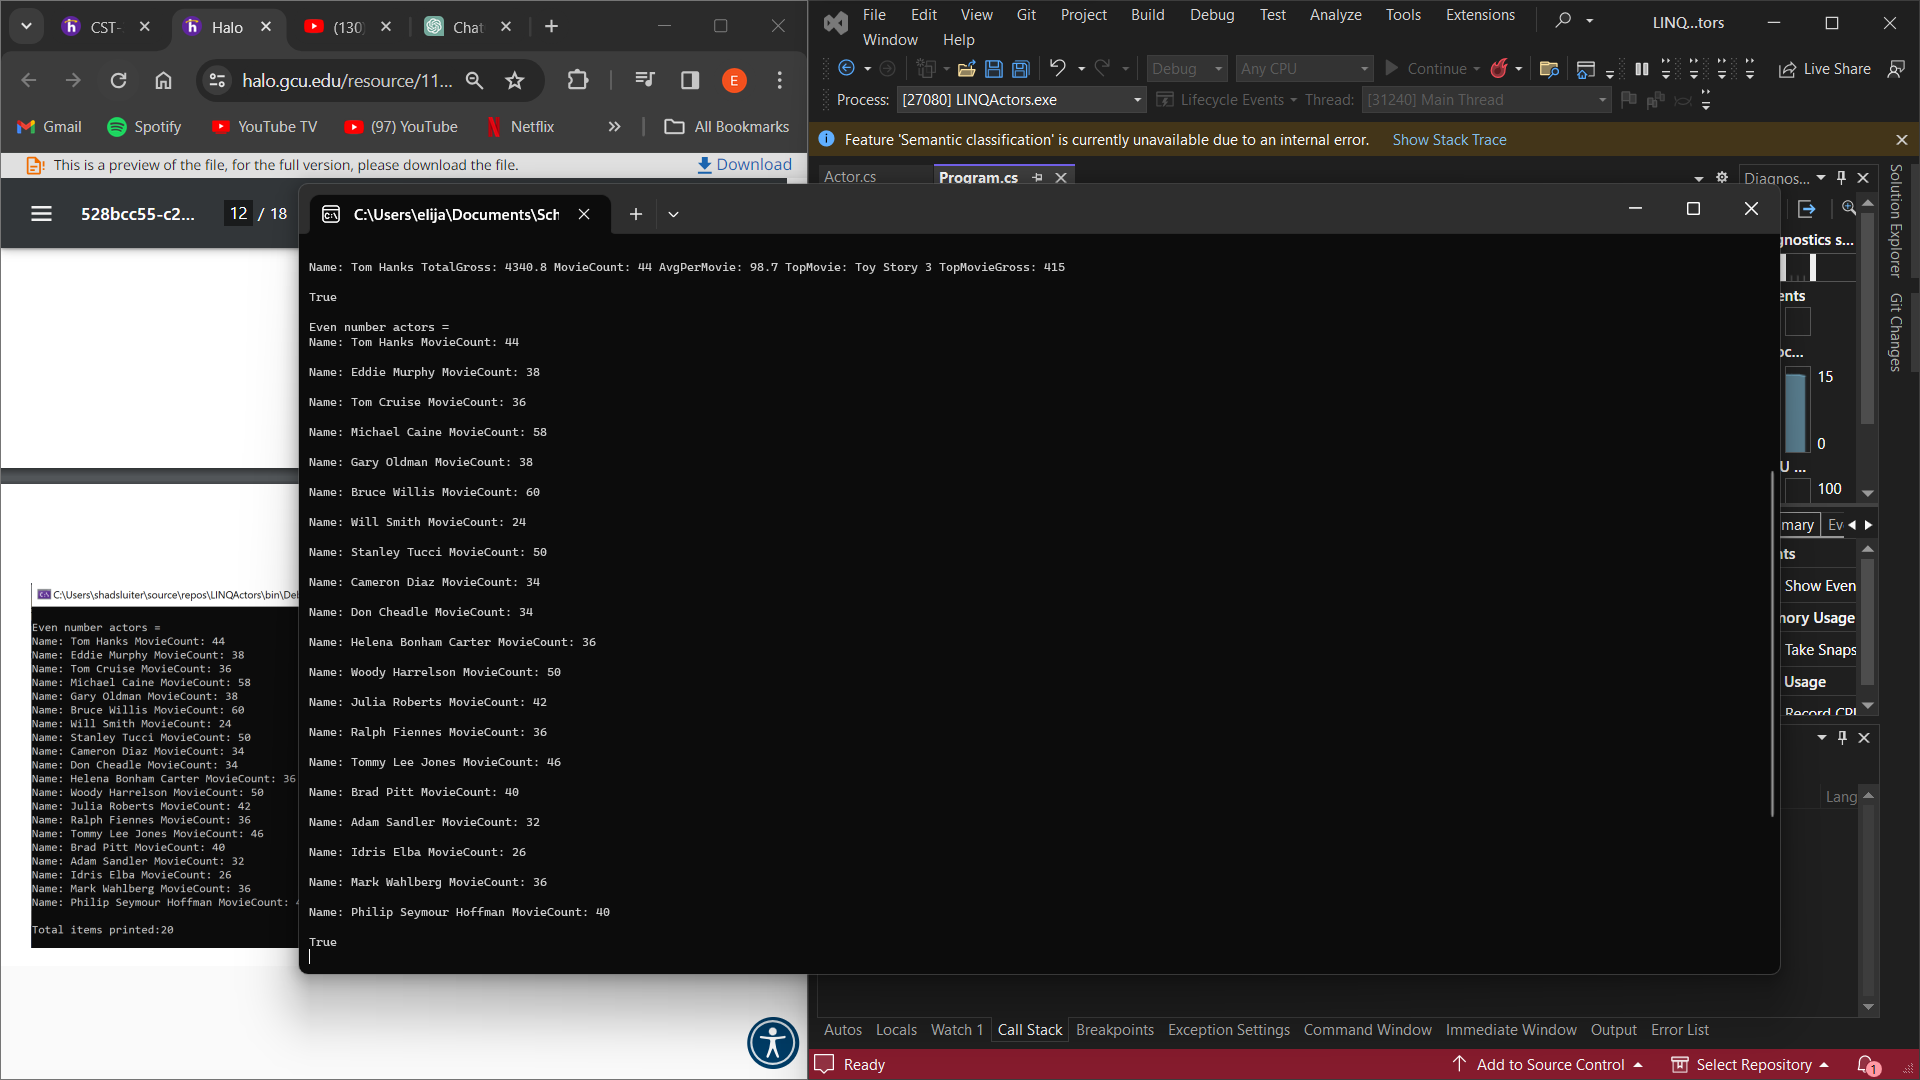 CST-
Halo
(130)
Chat
halo.gcu.edu/resource/11...
E
Gmail
Spotify
YouTube TV
(97) YouTube
Netflix
All Bookmarks
This is a preview of the file, for the full version, please download the file.
Download
528bcc55-c2...
12 / 18
C:\Users\shadsluiter\source\repos\LINQActors\bin\De
Even number actors =
Name: Tom Hanks MovieCount: 44
Name: Eddie Murphy MovieCount: 38
Name: Tom Cruise MovieCount: 36
Name: Michael Caine MovieCount: 58
Name: Gary Oldman MovieCount: 38
Name: Bruce Willis MovieCount: 60
Name: Will Smith MovieCount: 24
Name: Stanley Tucci MovieCount: 50
Name: Cameron Diaz MovieCount: 34
Name: Don Cheadle MovieCount: 34
Name: Helena Bonham Carter MovieCount: 36
Name: Woody Harrelson MovieCount: 50
Name: Julia Roberts MovieCount: 42
Name: Ralph Fiennes MovieCount: 36
Name: Tommy Lee Jones MovieCount: 46
Name: Brad Pitt MovieCount: 40
Name: Adam Sandler MovieCount: 32
Name: Idris Elba MovieCount: 26
Name: Mark Wahlberg MovieCount: 36
Name: Philip Seymour Hoffman MovieCount:
Total items printed:20
File Edit View Git Project Build Debug Test Analyze Tools Extensions
Window Help
LINQ...tors
Debug Any CPU Continue Live Share
Process: [27080] LINQActors.exe Lifecycle Events Thread: [31240] Main Thread
Feature 'Semantic classification' is currently unavailable due to an internal error. Show Stack Trace
Actor.cs Program.cs
Diagnos...
Solution Explorer
Git Changes
C:\Users\elija\Documents\Sch
Name: Tom Hanks TotalGross: 4340.8 MovieCount: 44 AvgPerMovie: 98.7 TopMovie: Toy Story 3 TopMovieGross: 415
True
Even number actors =
Name: Tom Hanks MovieCount: 44
Name: Eddie Murphy MovieCount: 38
Name: Tom Cruise MovieCount: 36
Name: Michael Caine MovieCount: 58
Name: Gary Oldman MovieCount: 38
Name: Bruce Willis MovieCount: 60
Name: Will Smith MovieCount: 24
Name: Stanley Tucci MovieCount: 50
Name: Cameron Diaz MovieCount: 34
Name: Don Cheadle MovieCount: 34
Name: Helena Bonham Carter MovieCount: 36
Name: Woody Harrelson MovieCount: 50
Name: Julia Roberts MovieCount: 42
Name: Ralph Fiennes MovieCount: 36
Name: Tommy Lee Jones MovieCount: 46
Name: Brad Pitt MovieCount: 40
Name: Adam Sandler MovieCount: 32
Name: Idris Elba MovieCount: 26
Name: Mark Wahlberg MovieCount: 36
Name: Philip Seymour Hoffman MovieCount: 40
True
gnostics s...
ents
oc...
15
0
U ...
100
mary Ev
nts
Show Even
nory Usage
Take Snaps
Usage
Record CPU
Lang
Autos Locals Watch 1 Call Stack Breakpoints Exception Settings Command Window Immediate Window Output Error List
Ready
Add to Source Control
Select Repository
1